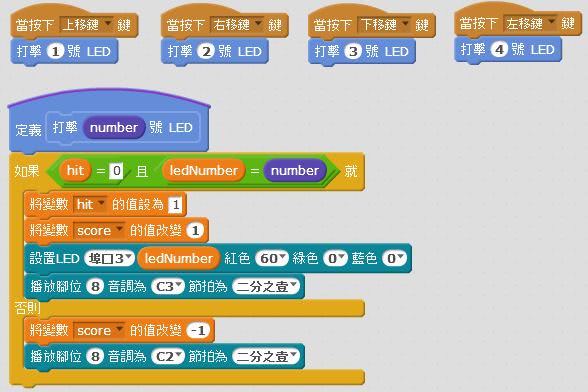 當按下 上移鍵 鍵
打擊 1 號 LED
當按下 右移鍵 鍵
打擊 2 號 LED
當按下 下移鍵 鍵
打擊 3 號 LED
當按下 左移鍵 鍵
打擊 4 號 LED
定義 打擊 number 號 LED
如果 hit = 0 且 ledNumber = number 就
將變數 hit 的值設為 1
將變數 score 的值改變 1
設置LED 埠口3 ledNumber 紅色 60 綠色 0 藍色 0
播放腳位 8 音調為 C3 節拍為 二分之壹
否則
將變數 score 的值改變 -1
播放腳位 8 音調為 C2 節拍為 二分之壹